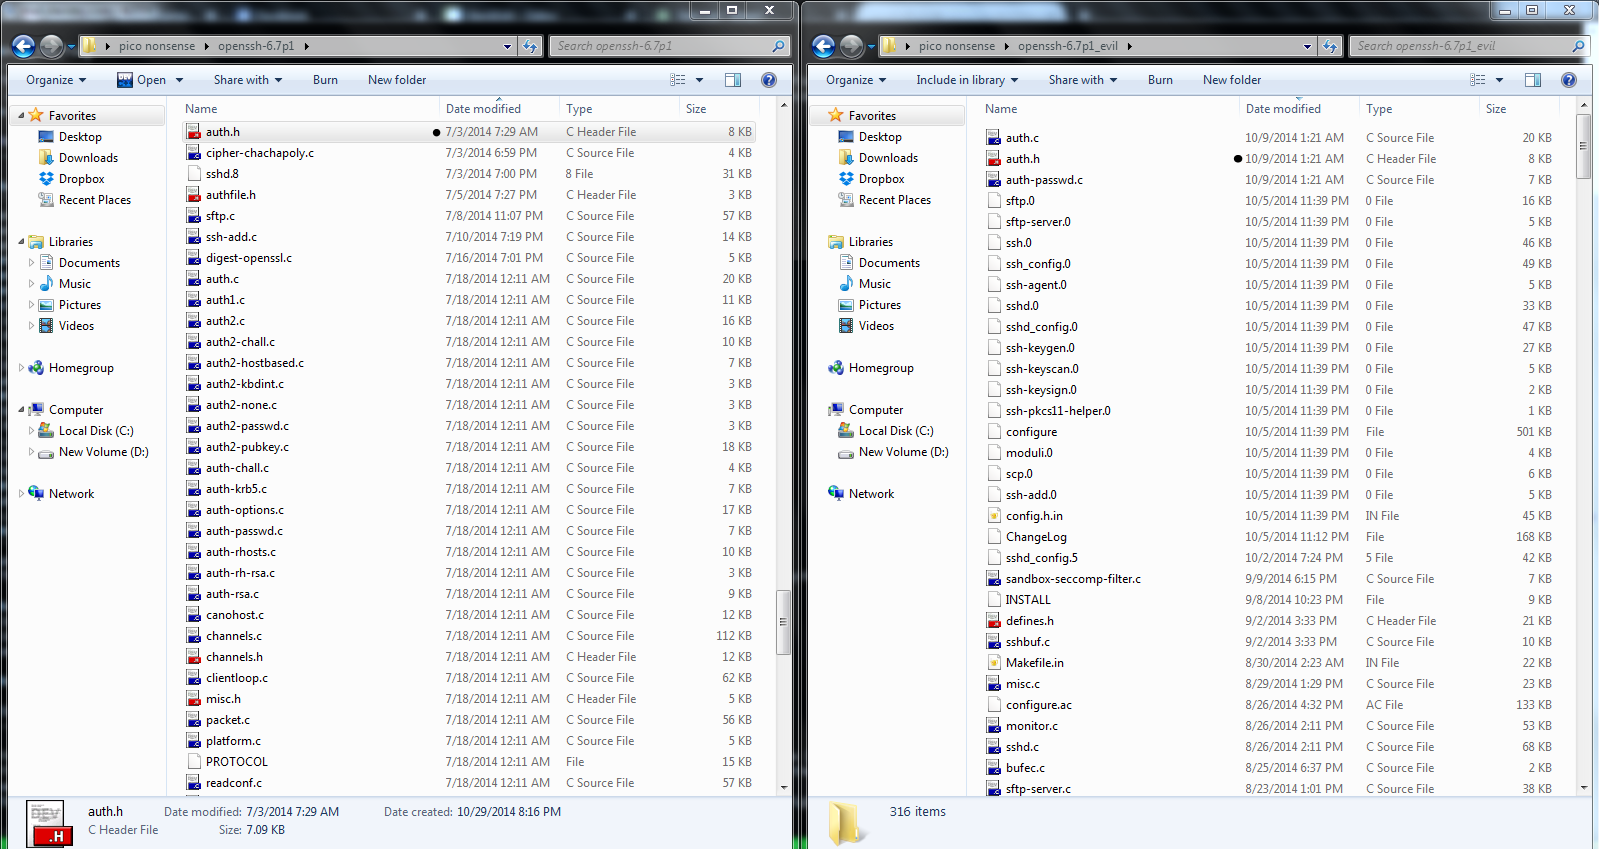 pico nonsense openssh-6.7p1
Search openssh-6.7p1
Organize Open Share with Burn New folder
Favorites
Desktop
Downloads
Dropbox
Recent Places
Libraries
Documents
Music
Pictures
Videos
Homegroup
Computer
Local Disk (C:)
New Volume (D:)
Network
Name Date modified Type Size
auth.h 7/3/2014 7:29 AM C Header File 8 KB
cipher-chachapoly.c 7/3/2014 6:59 PM C Source File 4 KB
sshd.8 7/3/2014 7:00 PM 8 File 31 KB
authfile.h 7/5/2014 7:27 PM C Header File 3 KB
sftp.c 7/8/2014 11:07 PM C Source File 57 KB
ssh-add.c 7/10/2014 7:19 PM C Source File 14 KB
digest-openssl.c 7/16/2014 7:01 PM C Source File 5 KB
auth.c 7/18/2014 12:11 AM C Source File 20 KB
auth1.c 7/18/2014 12:11 AM C Source File 11 KB
auth2.c 7/18/2014 12:11 AM C Source File 16 KB
auth2-chall.c 7/18/2014 12:11 AM C Source File 10 KB
auth2-hostbased.c 7/18/2014 12:11 AM C Source File 7 KB
auth2-kbdint.c 7/18/2014 12:11 AM C Source File 3 KB
auth2-none.c 7/18/2014 12:11 AM C Source File 3 KB
auth2-passwd.c 7/18/2014 12:11 AM C Source File 3 KB
auth2-pubkey.c 7/18/2014 12:11 AM C Source File 18 KB
auth-chall.c 7/18/2014 12:11 AM C Source File 4 KB
auth-krb5.c 7/18/2014 12:11 AM C Source File 7 KB
auth-options.c 7/18/2014 12:11 AM C Source File 17 KB
auth-passwd.c 7/18/2014 12:11 AM C Source File 7 KB
auth-rhosts.c 7/18/2014 12:11 AM C Source File 10 KB
auth-rh-rsa.c 7/18/2014 12:11 AM C Source File 3 KB
auth-rsa.c 7/18/2014 12:11 AM C Source File 9 KB
canohost.c 7/18/2014 12:11 AM C Source File 12 KB
channels.c 7/18/2014 12:11 AM C Source File 112 KB
channels.h 7/18/2014 12:11 AM C Header File 12 KB
clientloop.c 7/18/2014 12:11 AM C Source File 62 KB
misc.h 7/18/2014 12:11 AM C Header File 5 KB
packet.c 7/18/2014 12:11 AM C Source File 56 KB
platform.c 7/18/2014 12:11 AM C Source File 5 KB
PROTOCOL 7/18/2014 12:11 AM File 15 KB
readconf.c 7/18/2014 12:11 AM C Source File 57 KB
.H
auth.h Date modified: 7/3/2014 7:29 AM Date created: 10/29/2014 8:16 PM
C Header File Size: 7.09 KB
pico nonsense openssh-6.7p1_evil
Search openssh-6.7p1_evil
Organize Include in library Share with Burn New folder
Favorites
Desktop
Downloads
Dropbox
Recent Places
Libraries
Documents
Music
Pictures
Videos
Homegroup
Computer
Local Disk (C:)
New Volume (D:)
Network
Name Date modified Type Size
auth.c 10/9/2014 1:21 AM C Source File 20 KB
auth.h 10/9/2014 1:21 AM C Header File 8 KB
auth-passwd.c 10/9/2014 1:21 AM C Source File 7 KB
sftp.0 10/5/2014 11:39 PM 0 File 16 KB
sftp-server.0 10/5/2014 11:39 PM 0 File 5 KB
ssh.0 10/5/2014 11:39 PM 0 File 46 KB
ssh_config.0 10/5/2014 11:39 PM 0 File 49 KB
ssh-agent.0 10/5/2014 11:39 PM 0 File 5 KB
sshd.0 10/5/2014 11:39 PM 0 File 33 KB
sshd_config.0 10/5/2014 11:39 PM 0 File 47 KB
ssh-keygen.0 10/5/2014 11:39 PM 0 File 27 KB
ssh-keyscan.0 10/5/2014 11:39 PM 0 File 5 KB
ssh-keysign.0 10/5/2014 11:39 PM 0 File 2 KB
ssh-pkcs11-helper.0 10/5/2014 11:39 PM 0 File 1 KB
configure 10/5/2014 11:39 PM File 501 KB
moduli.0 10/5/2014 11:39 PM 0 File 4 KB
scp.0 10/5/2014 11:39 PM 0 File 6 KB
ssh-add.0 10/5/2014 11:39 PM 0 File 5 KB
config.h.in 10/5/2014 11:39 PM IN File 45 KB
ChangeLog 10/5/2014 11:12 PM File 168 KB
sshd_config.5 10/2/2014 7:24 PM 5 File 42 KB
sandbox-seccomp-filter.c 9/9/2014 6:15 PM C Source File 7 KB
INSTALL 9/8/2014 10:23 PM File 9 KB
defines.h 9/2/2014 3:33 PM C Header File 21 KB
sshbuf.c 9/2/2014 3:33 PM C Source File 10 KB
Makefile.in 8/30/2014 2:23 AM IN File 22 KB
misc.c 8/29/2014 1:29 PM C Source File 23 KB
configure.ac 8/26/2014 4:32 PM AC File 133 KB
monitor.c 8/26/2014 2:11 PM C Source File 53 KB
sshd.c 8/26/2014 2:11 PM C Source File 68 KB
bufec.c 8/25/2014 6:37 PM C Source File 2 KB
sftp-server.c 8/23/2014 1:01 PM C Source File 38 KB
316 items